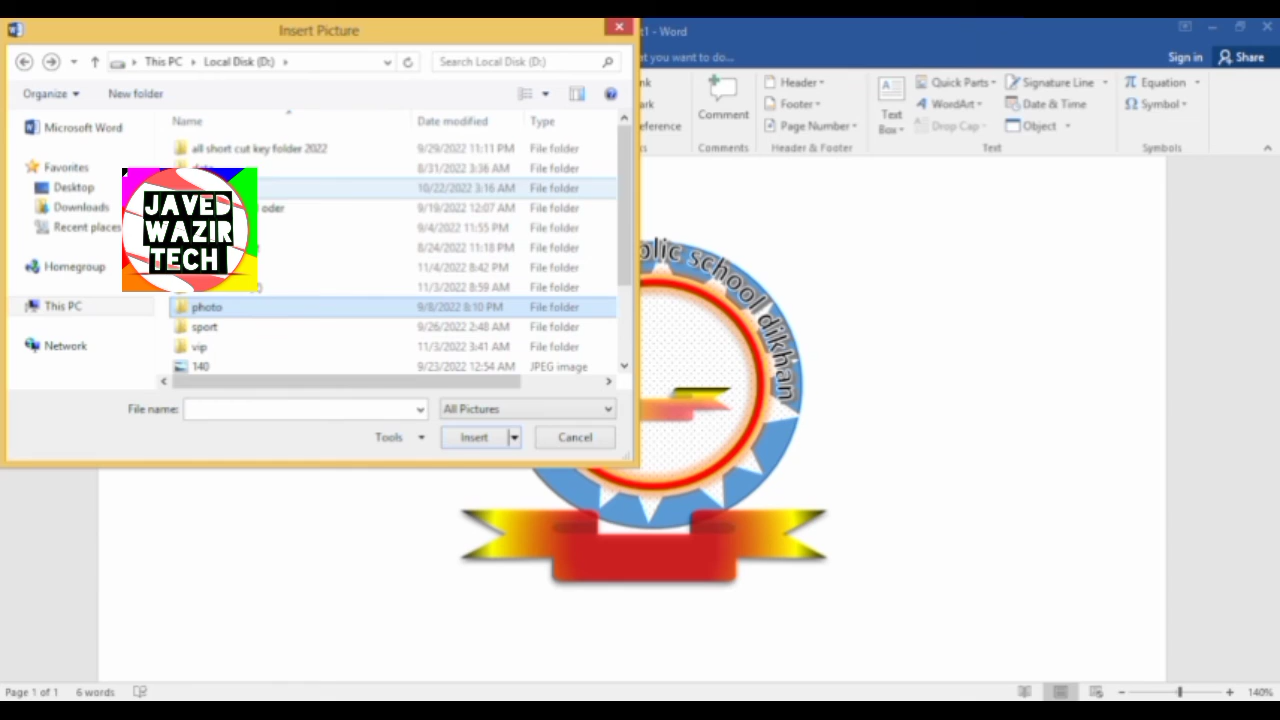 Insert Picture
t1 - Word
This PC
Local Disk (D:)
Search Local Disk (D:)
t you want to do...
Sign in
Share
Organize
New folder
Microsoft Word
Favorites
Desktop
Downloads
Recent places
Homegroup
This PC
Network
Name
Date modified
Type
all short cut key folder 2022
9/29/2022 11:11 PM
File folder
8/31/2022 3:36 AM
File folder
10/22/2022 3:16 AM
File folder
oder
9/19/2022 12:07 AM
File folder
9/4/2022 11:55 PM
File folder
8/24/2022 11:18 PM
File folder
11/4/2022 8:42 PM
File folder
11/3/2022 8:59 AM
File folder
photo
9/8/2022 8:10 PM
File folder
sport
9/26/2022 2:48 AM
File folder
vip
11/3/2022 3:41 AM
File folder
140
9/23/2022 12:54 AM
JPEG image
JAVED
WAZIR
TECH
File name:
All Pictures
Tools
Insert
Cancel
nk
ark
eference
s
Comment
Comments
Header
Footer
Page Number
Header & Footer
Text
Box
Quick Parts
WordArt
Drop Cap
Signature Line
Date & Time
Object
Text
Equation
Symbol
Symbols
blic school dikhan
Page 1 of 1
6 words
140%